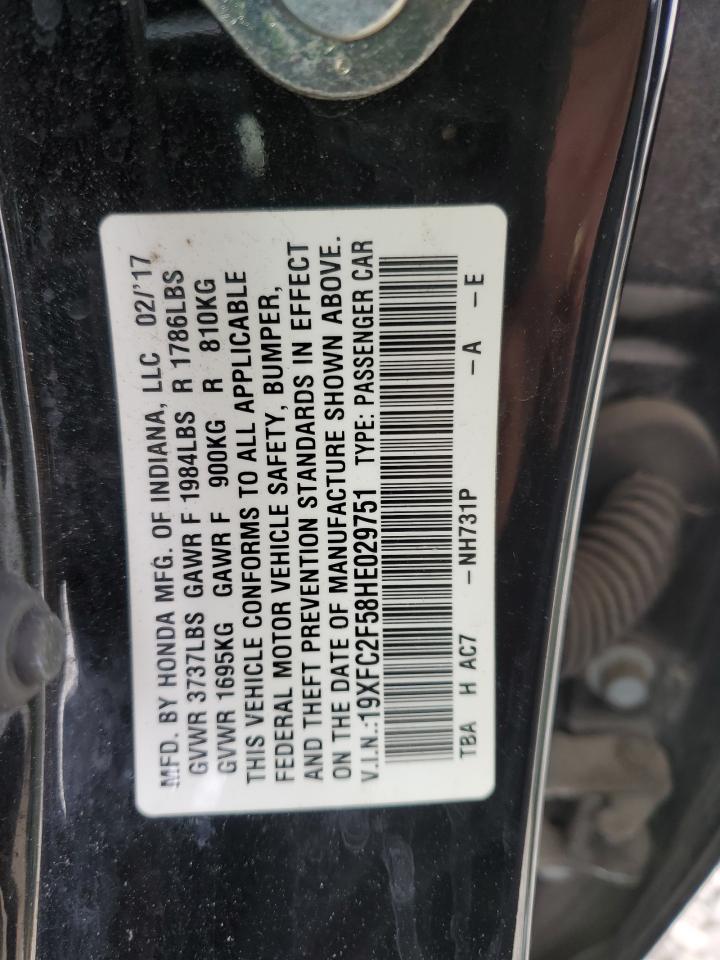 MFD. BY HONDA MFG. OF INDIANA, LLC 02/'17
GVWR 3737LBS GAWR F 1984LBS R 1786LBS
GVWR 1695KG GAWR F 900KG R 810KG
THIS VEHICLE CONFORMS TO ALL APPLICABLE
FEDERAL MOTOR VEHICLE SAFETY, BUMPER,
AND THEFT PREVENTION STANDARDS IN EFFECT
ON THE DATE OF MANUFACTURE SHOWN ABOVE.
V.I.N.:19XFC2F58HE029751 TYPE: PASSENGER CAR
TBA H AC7 -NH731P -A -E